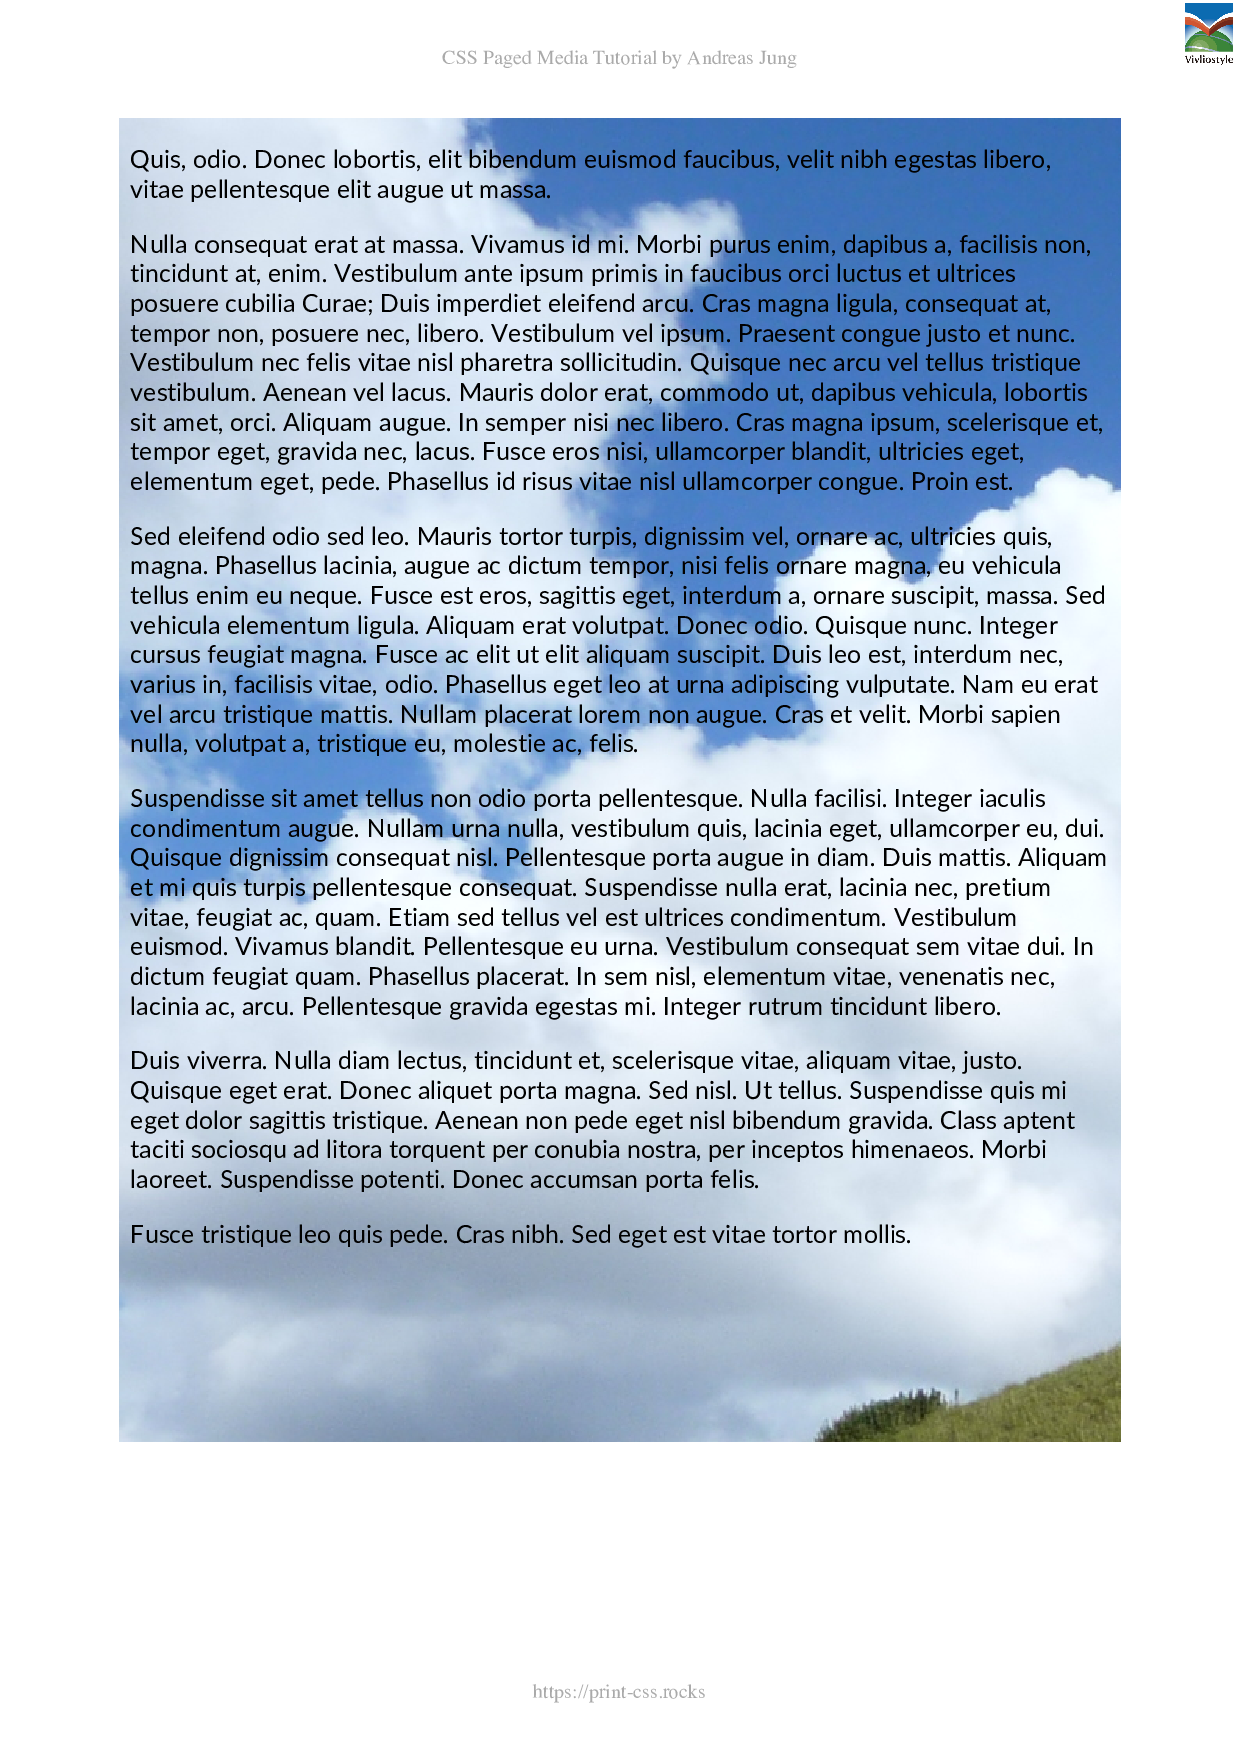 CSS Paged Media Tutorial by Andreas Jung
Vivliostyle
Quis, odio. Donec lobortis, elit bibendum euismod faucibus, velit nibh egestas libero,
vitae pellentesque elit augue ut massa.
Nulla consequat erat at massa. Vivamus id mi. Morbi purus enim, dapibus a, facilisis non,
tincidunt at, enim. Vestibulum ante ipsum primis in faucibus orci luctus et ultrices
posuere cubilia Curae; Duis imperdiet eleifend arcu. Cras magna ligula, consequat at,
tempor non, posuere nec, libero. Vestibulum vel ipsum. Praesent congue justo et nunc.
Vestibulum nec felis vitae nisl pharetra sollicitudin. Quisque nec arcu vel tellus tristique
vestibulum. Aenean vel lacus. Mauris dolor erat, commodo ut, dapibus vehicula, lobortis
sit amet, orci. Aliquam augue. In semper nisi nec libero. Cras magna ipsum, scelerisque et,
tempor eget, gravida nec, lacus. Fusce eros nisi, ullamcorper blandit, ultricies eget,
elementum eget, pede. Phasellus id risus vitae nisl ullamcorper congue. Proin est.
Sed eleifend odio sed leo. Mauris tortor turpis, dignissim vel, ornare ac, ultricies quis,
magna. Phasellus lacinia, augue ac dictum tempor, nisi felis ornare magna, eu vehicula
tellus enim eu neque. Fusce est eros, sagittis eget, interdum a, ornare suscipit, massa. Sed
vehicula elementum ligula. Aliquam erat volutpat. Donec odio. Quisque nunc. Integer
cursus feugiat magna. Fusce ac elit ut elit aliquam suscipit. Duis leo est, interdum nec,
varius in, facilisis vitae, odio. Phasellus eget leo at urna adipiscing vulputate. Nam eu erat
vel arcu tristique mattis. Nullam placerat lorem non augue. Cras et velit. Morbi sapien
nulla, volutpat a, tristique eu, molestie ac, felis.
Suspendisse sit amet tellus non odio porta pellentesque. Nulla facilisi. Integer iaculis
condimentum augue. Nullam urna nulla, vestibulum quis, lacinia eget, ullamcorper eu, dui.
Quisque dignissim consequat nisl. Pellentesque porta augue in diam. Duis mattis. Aliquam
et mi quis turpis pellentesque consequat. Suspendisse nulla erat, lacinia nec, pretium
vitae, feugiat ac, quam. Etiam sed tellus vel est ultrices condimentum. Vestibulum
euismod. Vivamus blandit. Pellentesque eu urna. Vestibulum consequat sem vitae dui. In
dictum feugiat quam. Phasellus placerat. In sem nisl, elementum vitae, venenatis nec,
lacinia ac, arcu. Pellentesque gravida egestas mi. Integer rutrum tincidunt libero.
Duis viverra. Nulla diam lectus, tincidunt et, scelerisque vitae, aliquam vitae, justo.
Quisque eget erat. Donec aliquet porta magna. Sed nisl. Ut tellus. Suspendisse quis mi
eget dolor sagittis tristique. Aenean non pede eget nisl bibendum gravida. Class aptent
taciti sociosqu ad litora torquent per conubia nostra, per inceptos himenaeos. Morbi
laoreet. Suspendisse potenti. Donec accumsan porta felis.
Fusce tristique leo quis pede. Cras nibh. Sed eget est vitae tortor mollis.
https://print-css.rocks